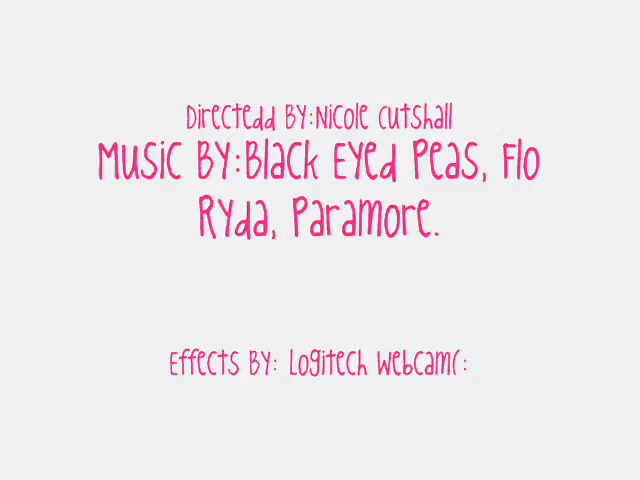 Directedd By:Nicole Cutshall
Music By:Black Eyed Peas, Flo
Ryda, Paramore.
Effects By: Logitech Webcam(: